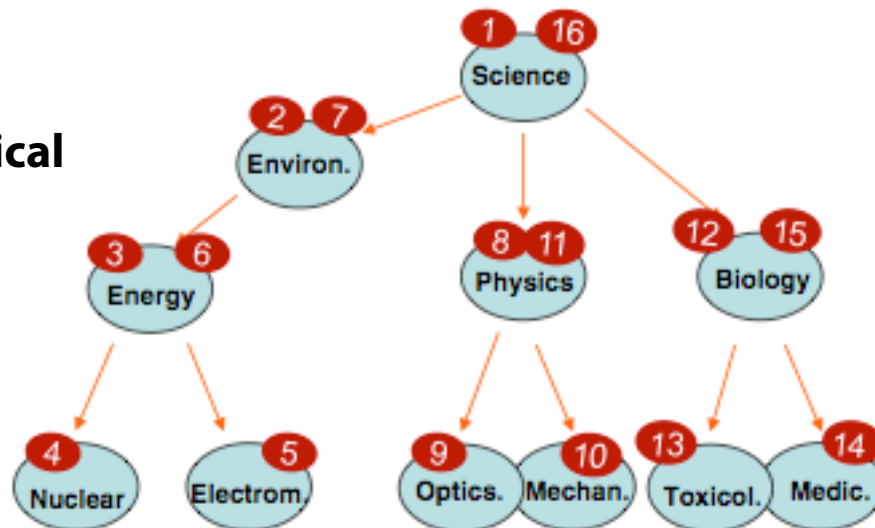 1 16
Science
2 7
ical
Environ.
3 6
8 11
12 15
Energy
Physics
Biology
4
5
9
10
13
14
Nuclear
Electrom.
Optics.
Mechan.
Toxicol.
Medic.